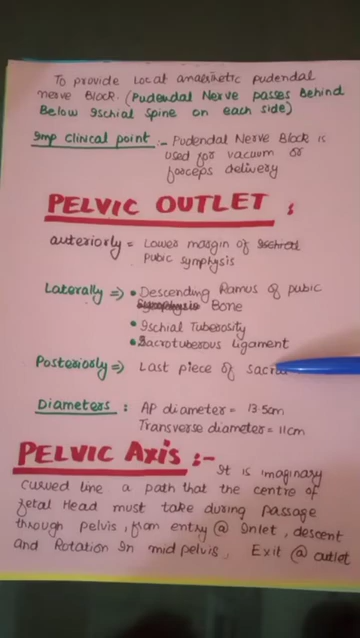 To provide Local anaesthetic pudendal
nerve Block. (Pudendal Nerve passes Behind
Below Ischial Spine on each side)
Imp Clinical point :- Pudendal Nerve Block is
used for vacuum or
forceps delivery
PELVIC OUTLET :
anteriorly = Lower margin of
Pubic symphysis
Laterally => • Descending Ramus of pubic
Bone
• Ischial Tuberosity
• Sacrotuberous ligament
Posteriorly => Last piece of
Diameters : AP diameter = 13.5cm
Transverse diameter = 11cm
PELVIC AXIS :-
It is imaginary
curved line a path that the centre of
fetal Head must take during passage
through pelvis, from entry @ Inlet, descent
and Rotation In mid pelvis, Exit @ outlet